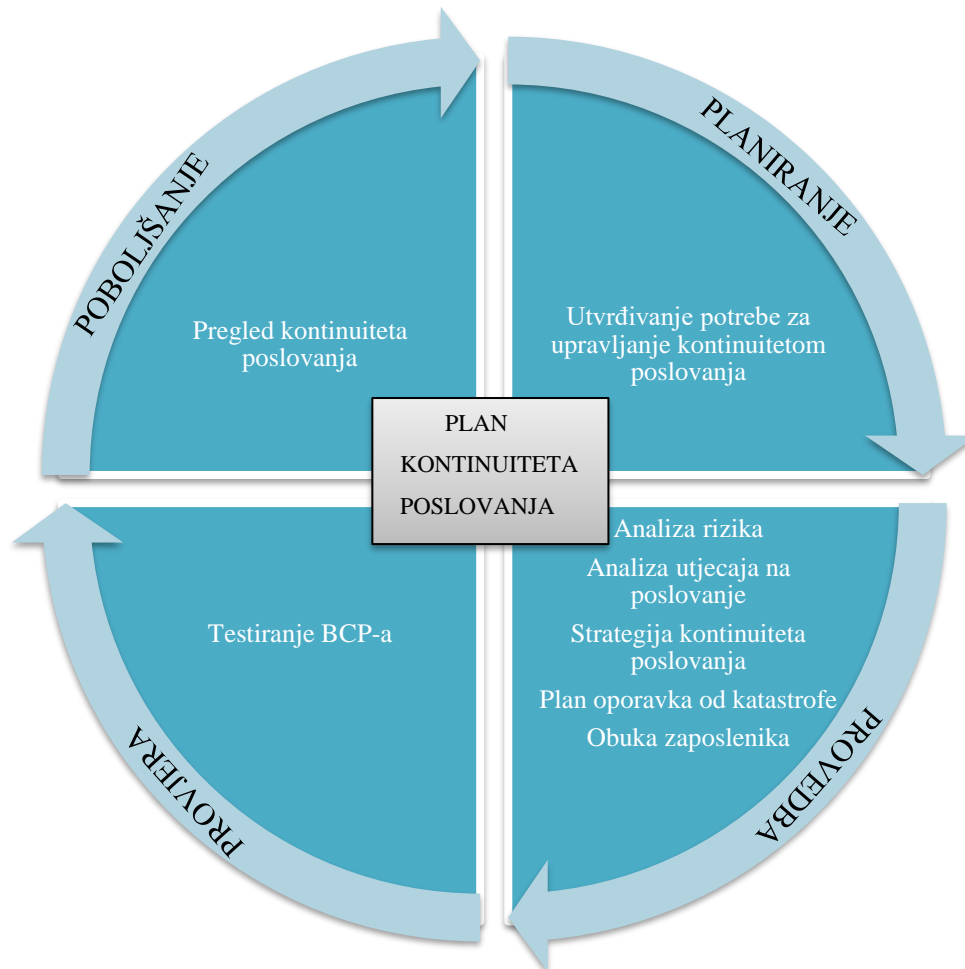 POBOLJŠANJE
PLANIRANJE
Pregled kontinuiteta
poslovanja
Utvrđivanje potrebe za
upravljanje kontinuitetom
poslovanja
PLAN
KONTINUITETA
POSLOVANJA
Analiza rizika
Analiza utjecaja na
poslovanje
Strategija kontinuiteta
poslovanja
Plan oporavka od katastrofe
Obuka zaposlenika
Testiranje BCP-a
PROVJERA
PROVEDBA